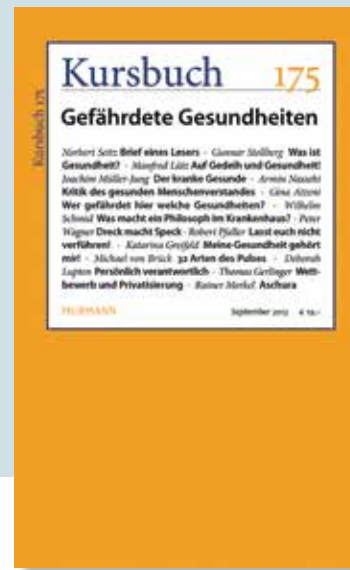 Kursbuch 175
Kursbuch 175
Gefährdete Gesundheiten
Norbert Seitz Brief eines Lesers · Gunnar Stollberg Was ist
Gesundheit? · Manfred Lütz Auf Gedeih und Gesundheit!
Joachim Müller-Jung Der kranke Gesunde · Armin Nassehi
Kritik des gesunden Menschenverstandes · Gina Atzeni
Wer gefährdet hier welche Gesundheiten? · Wilhelm
Schmid Was macht ein Philosoph im Krankenhaus? · Peter
Wagner Dreck macht Speck · Robert Pfaller Lasst euch nicht
verführen! · Katarina Greifeld Meine Gesundheit gehört
mir! · Michael von Brück 32 Arten des Pulses · Deborah
Lupton Persönlich verantwortlich · Thomas Gerlinger Wett-
bewerb und Privatisierung · Rainer Merkel Aschura
MURMANN September 2013 € 19,–